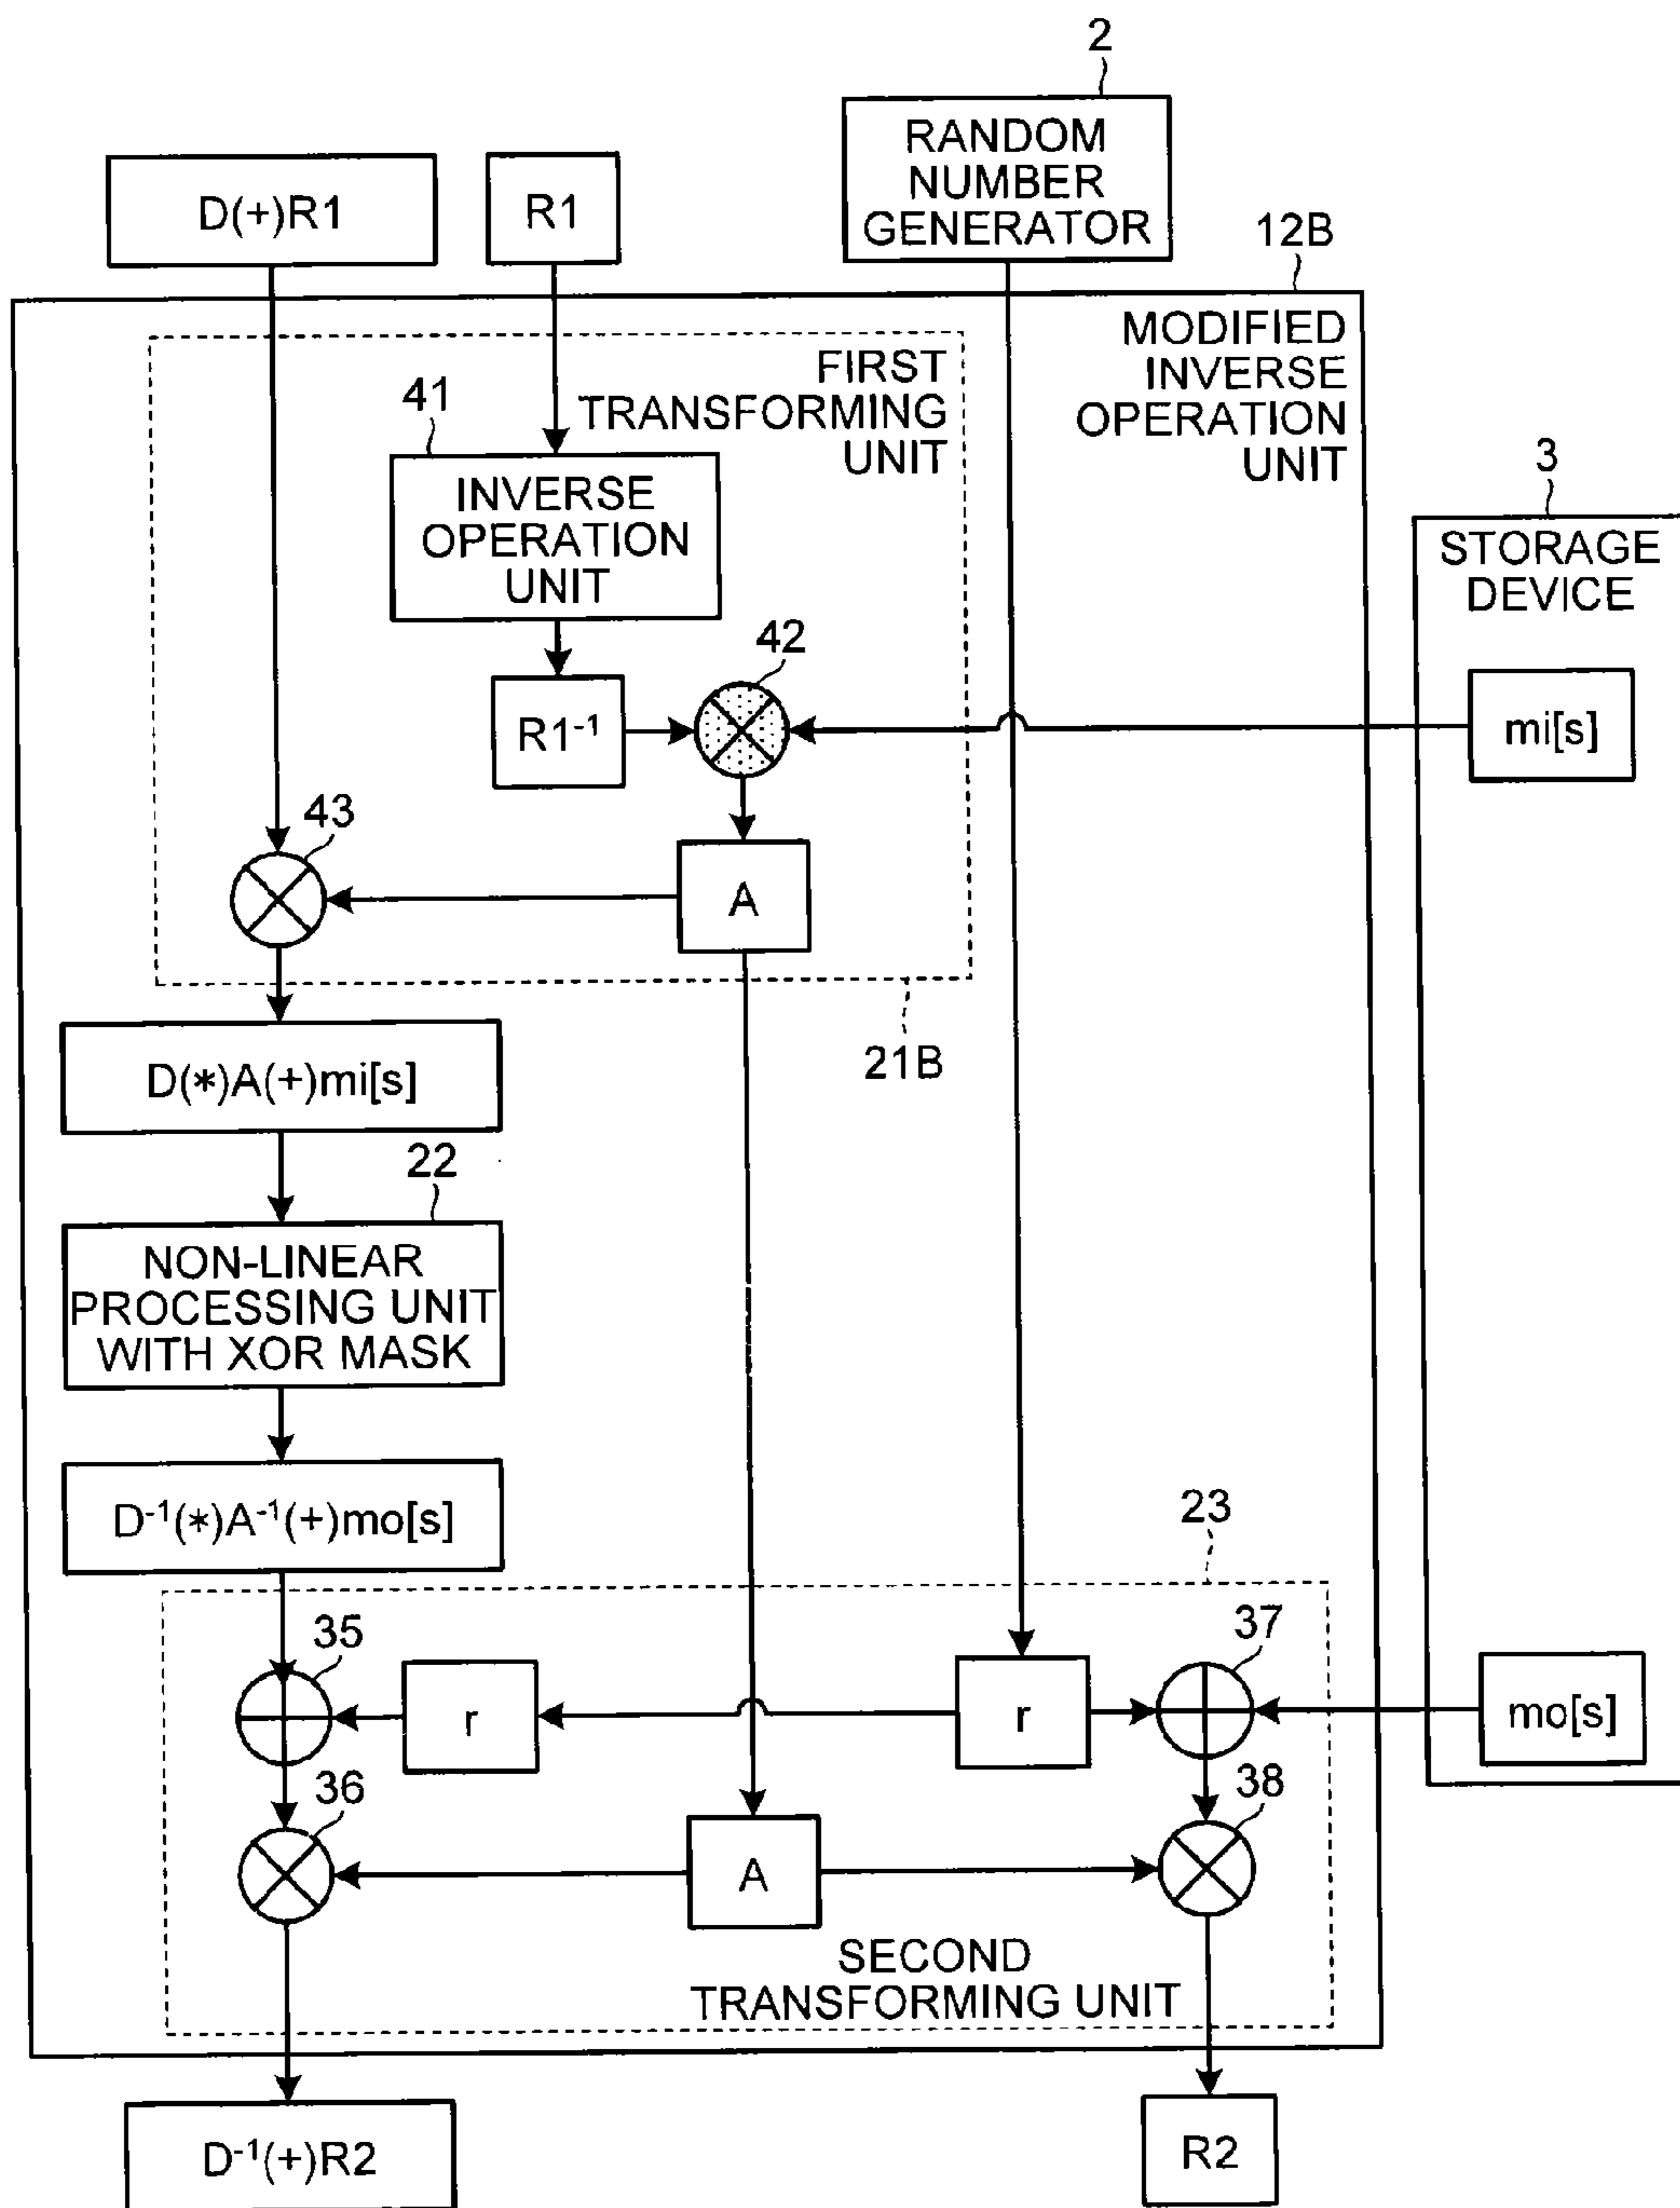 2
RANDOM
NUMBER
GENERATOR
D(+)R1
R1
12B
MODIFIED
INVERSE
OPERATION
UNIT
FIRST
TRANSFORMING
UNIT
41
INVERSE
OPERATION
UNIT
3
STORAGE
DEVICE
42
R1⁻¹
mi[s]
43
A
21B
D(*)A(+)mi[s]
22
NON-LINEAR
PROCESSING UNIT
WITH XOR MASK
D⁻¹(*)A⁻¹(+)mo[s]
23
35
37
r
r
mo[s]
36
38
A
SECOND
TRANSFORMING UNIT
D⁻¹(+)R2
R2